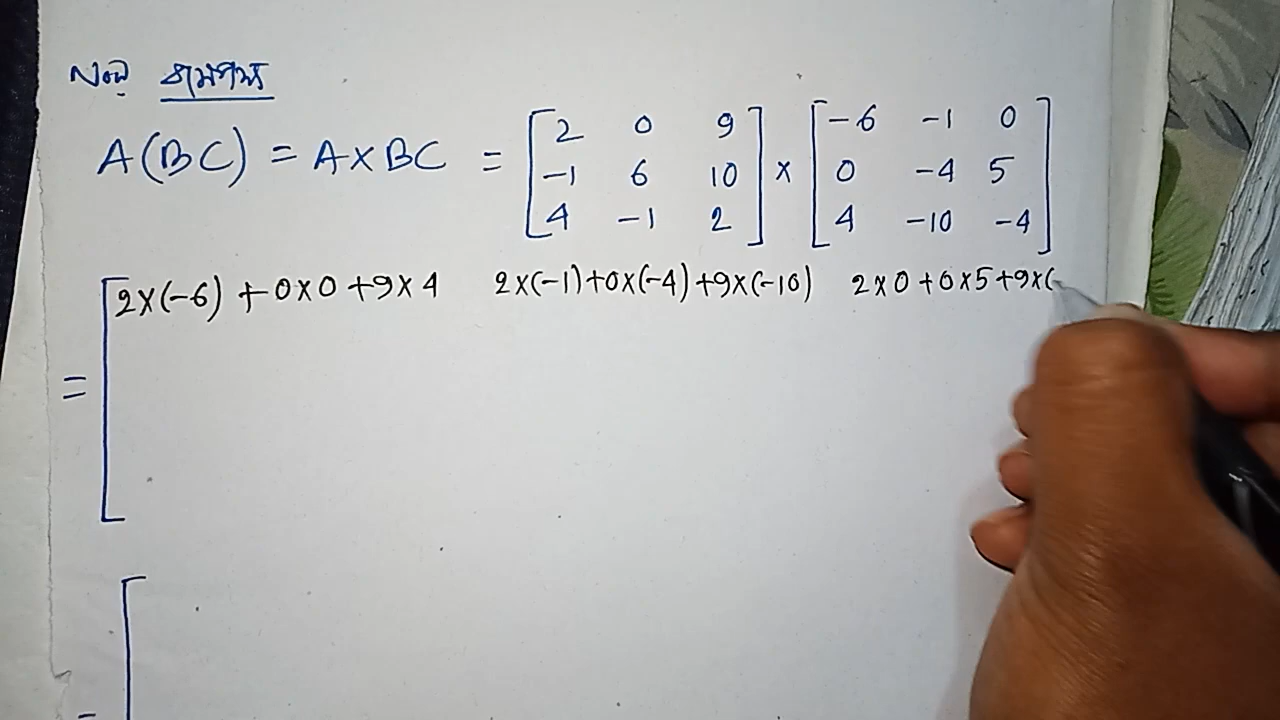 এখন বামপক্ষ
A(BC) = A×BC = [2 0 9] × [-6 -1 0]
[-1 6 10] [0 -4 5]
[4 -1 2] [4 -10 -4]
= [2×(-6) + 0×0 + 9×4 2×(-1)+0×(-4)+9×(-10) 2×0+0×5+9×(-
= [